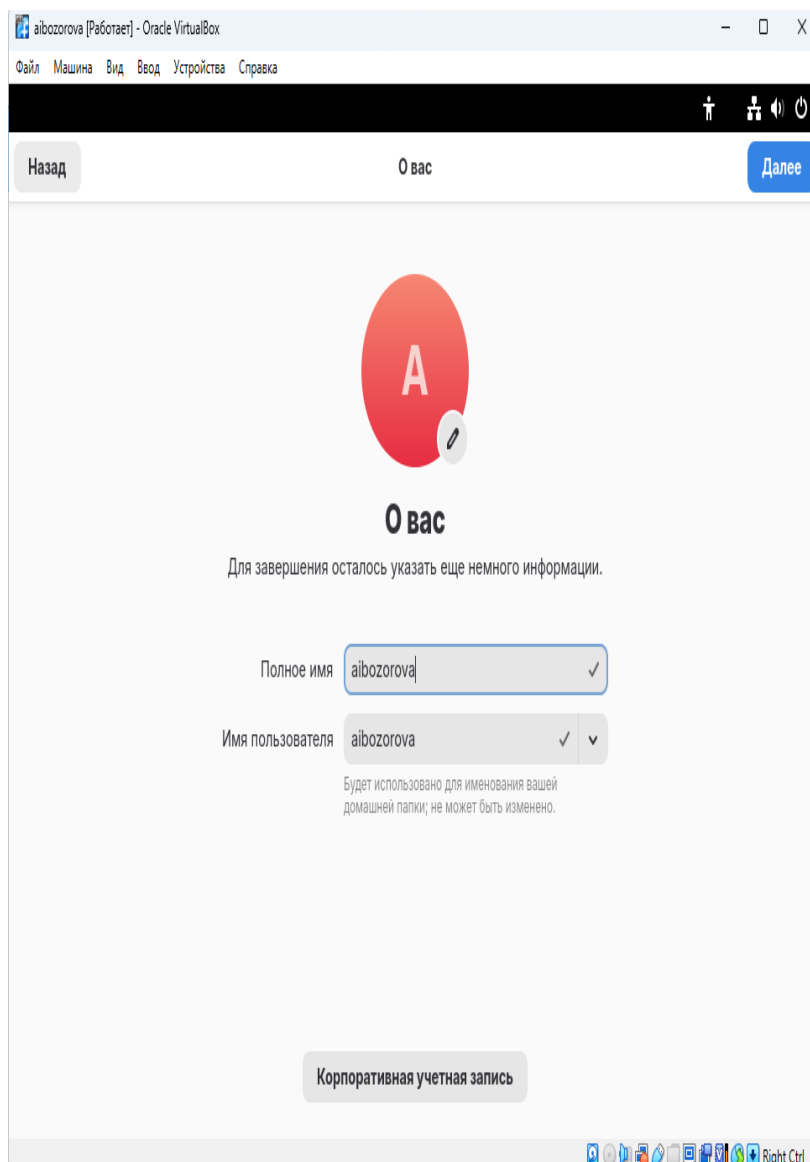 aibozorova [Работает] - Oracle VirtualBox
Файл Машина Вид Ввод Устройства Справка
Назад О вас Далее
A
О вас
Для завершения осталось указать еще немного информации.
Полное имя aibozorova
Имя пользователя aibozorova
Будет использовано для именования вашей
домашней папки; не может быть изменено.
Корпоративная учетная запись
Right Ctrl